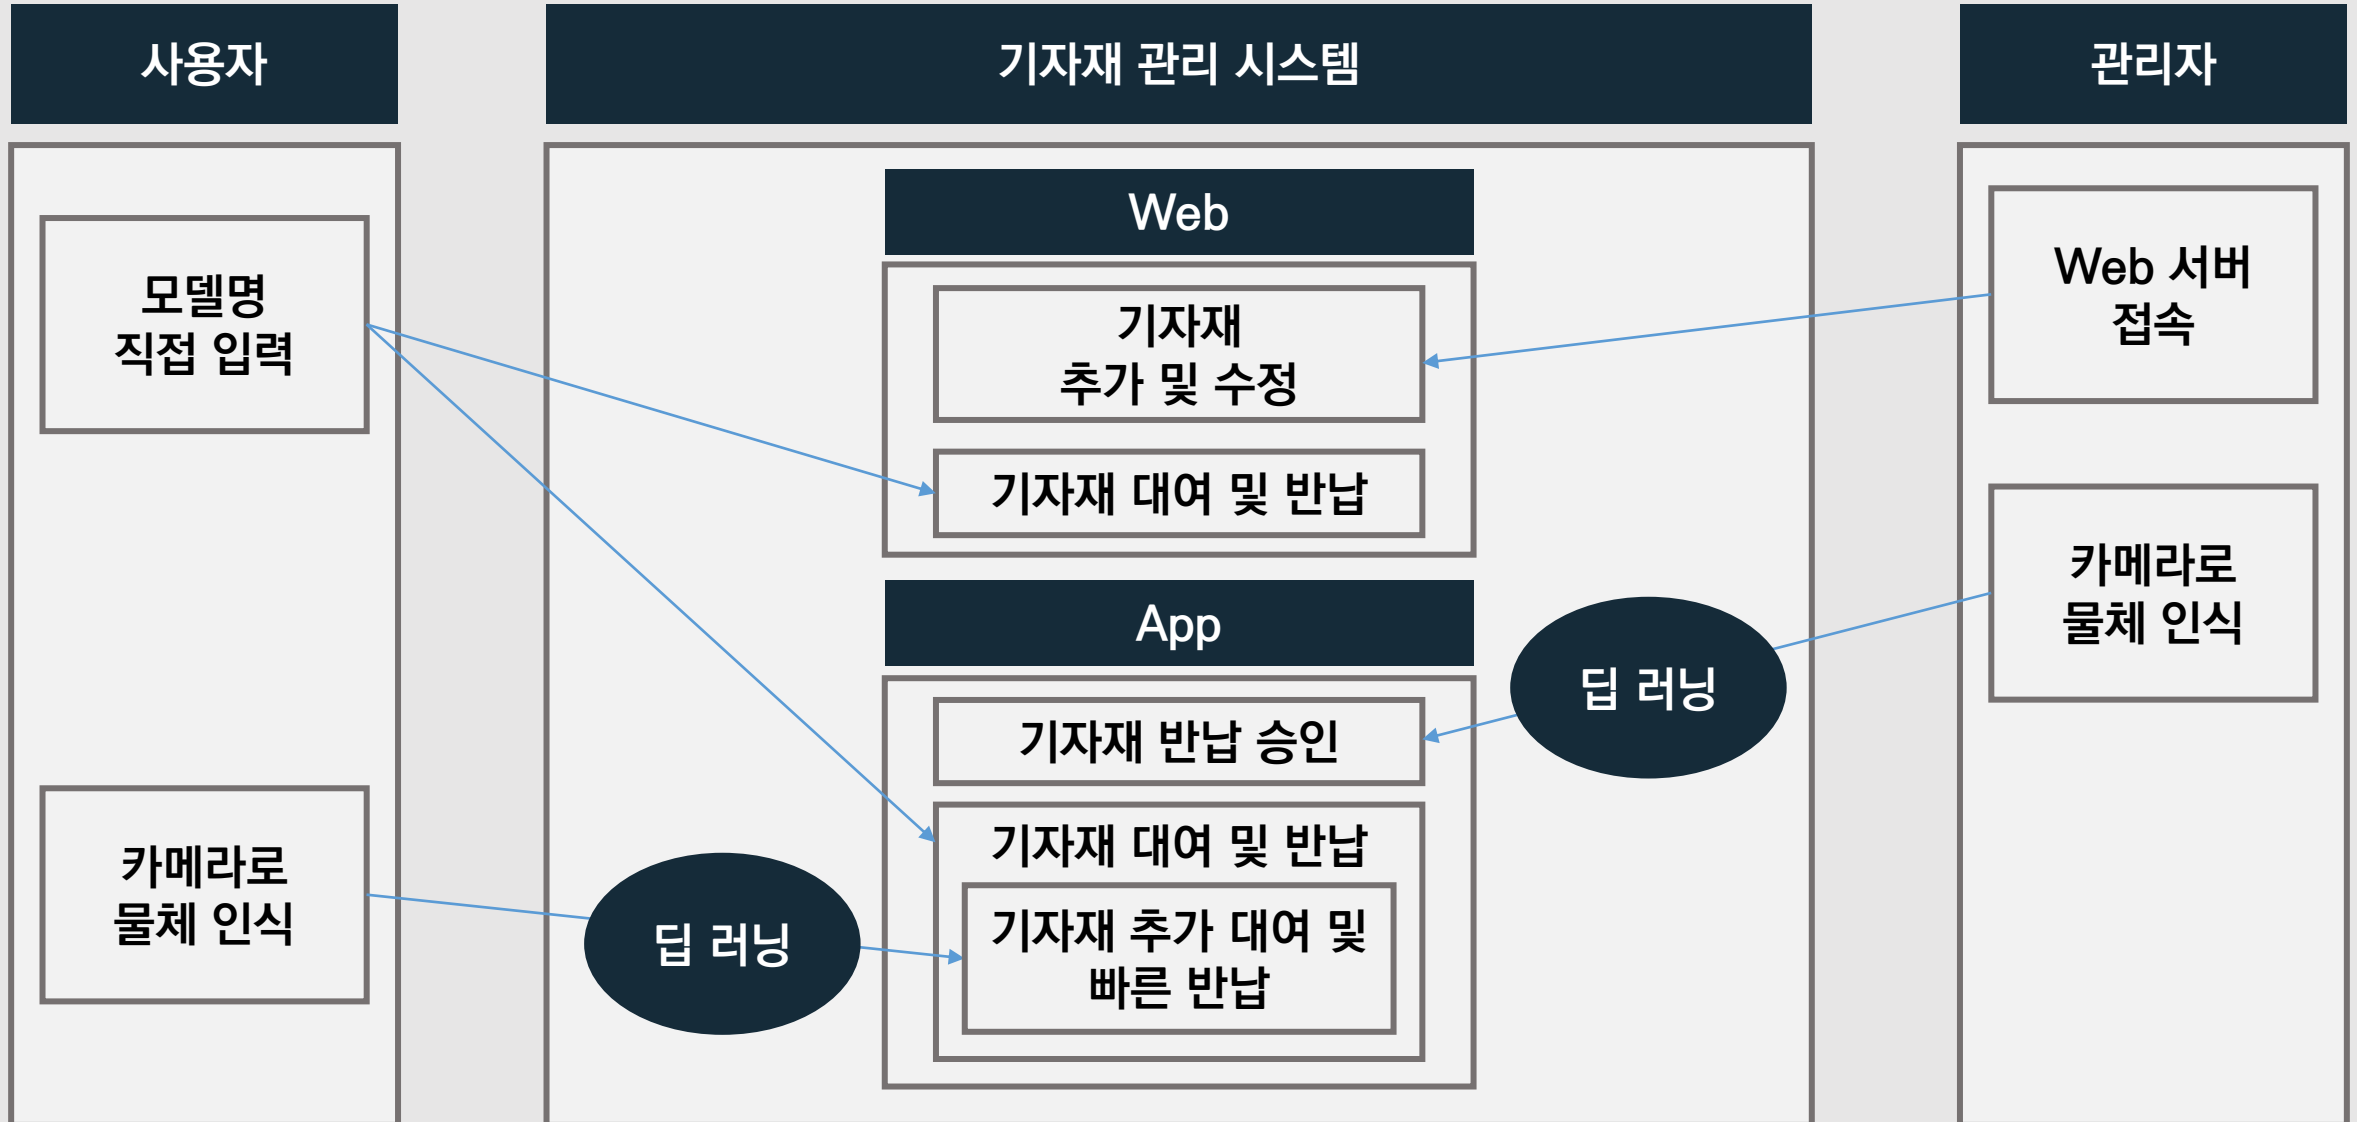 사용자
기자재 관리 시스템
관리자
모델명
직접 입력
카메라로
물체 인식
Web
기자재
추가 및 수정
기자재 대여 및 반납
App
기자재 반납 승인
기자재 대여 및 반납
기자재 추가 대여 및
빠른 반납
딥 러닝
딥 러닝
Web 서버
접속
카메라로
물체 인식